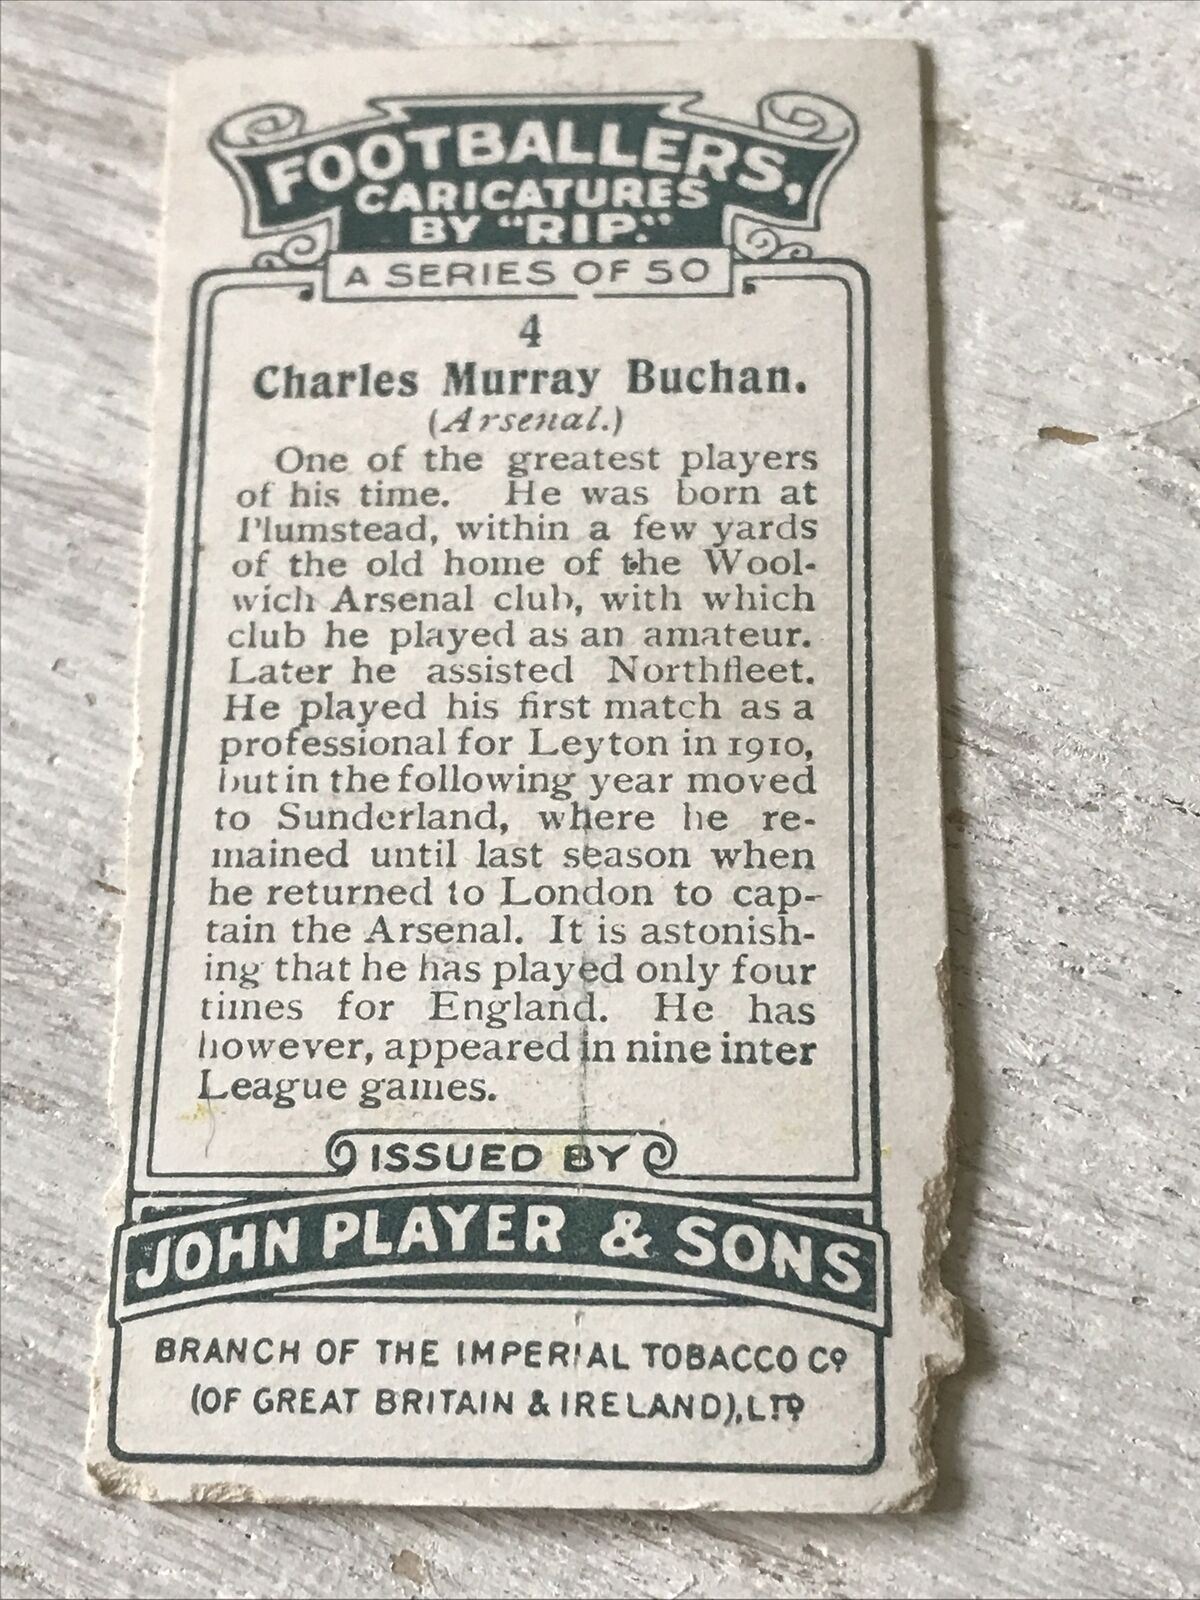 FOOTBALLERS,
CARICATURES
BY "RIP."
A SERIES OF 50
4
Charles Murray Buchan.
(Arsenal.)
One of the greatest players
of his time. He was born at
Plumstead, within a few yards
of the old home of the Wool-
wich Arsenal club, with which
club he played as an amateur.
Later he assisted Northfleet.
He played his first match as a
professional for Leyton in 1910,
but in the following year moved
to Sunderland, where he re-
mained until last season when
he returned to London to cap-
tain the Arsenal. It is astonish-
ing that he has played only four
times for England. He has
however, appeared in nine inter
League games.
ISSUED BY
JOHN PLAYER & SONS
BRANCH OF THE IMPERIAL TOBACCO Cº
(OF GREAT BRITAIN & IRELAND), LTD